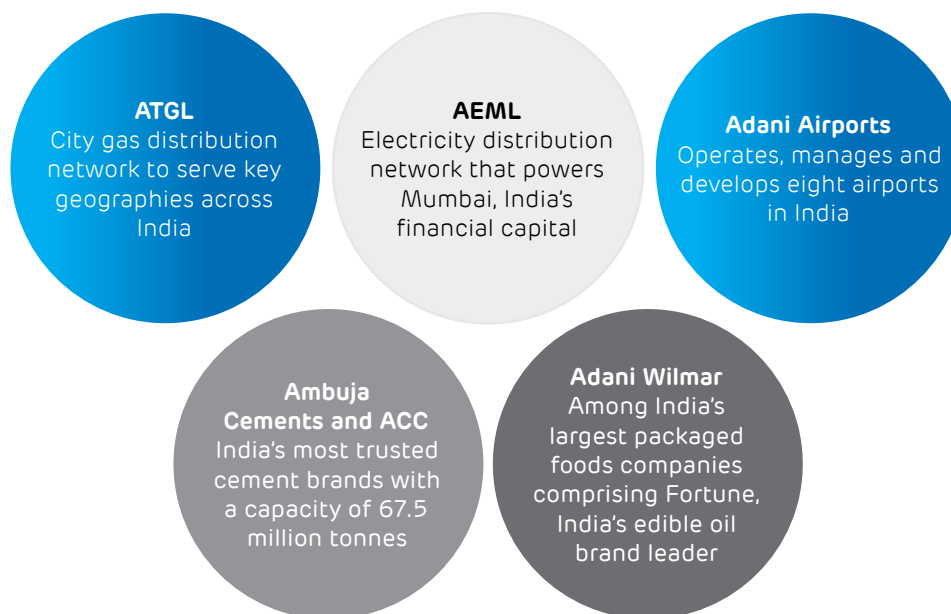 ATGL
City gas distribution
network to serve key
geographies across
India
AEML
Electricity distribution
network that powers
Mumbai, India’s
financial capital
Adani Airports
Operates, manages and
develops eight airports
in India
Ambuja
Cements and ACC
India’s most trusted
cement brands with
a capacity of 67.5
million tonnes
Adani Wilmar
Among India’s
largest packaged
foods companies
comprising Fortune,
India’s edible oil
brand leader